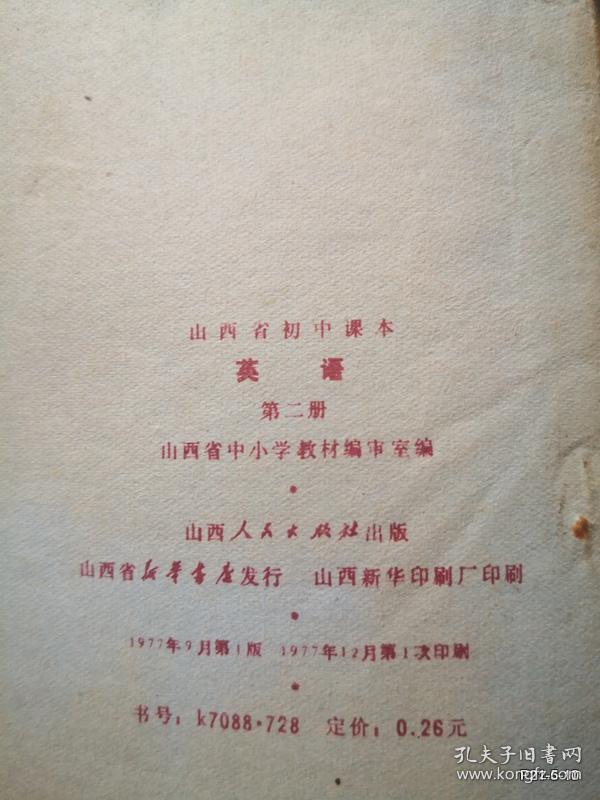 山西省初中课本
英 语
第二册
山西省中小学教材编审室编
山西人民出版社出版
山西省新华书店发行 山西新华印刷厂印刷
1977年9月第1版 1977年12月第1次印刷
书号：k7088·728 定价：0.26元
孔夫子旧书网
www.kongfz.com